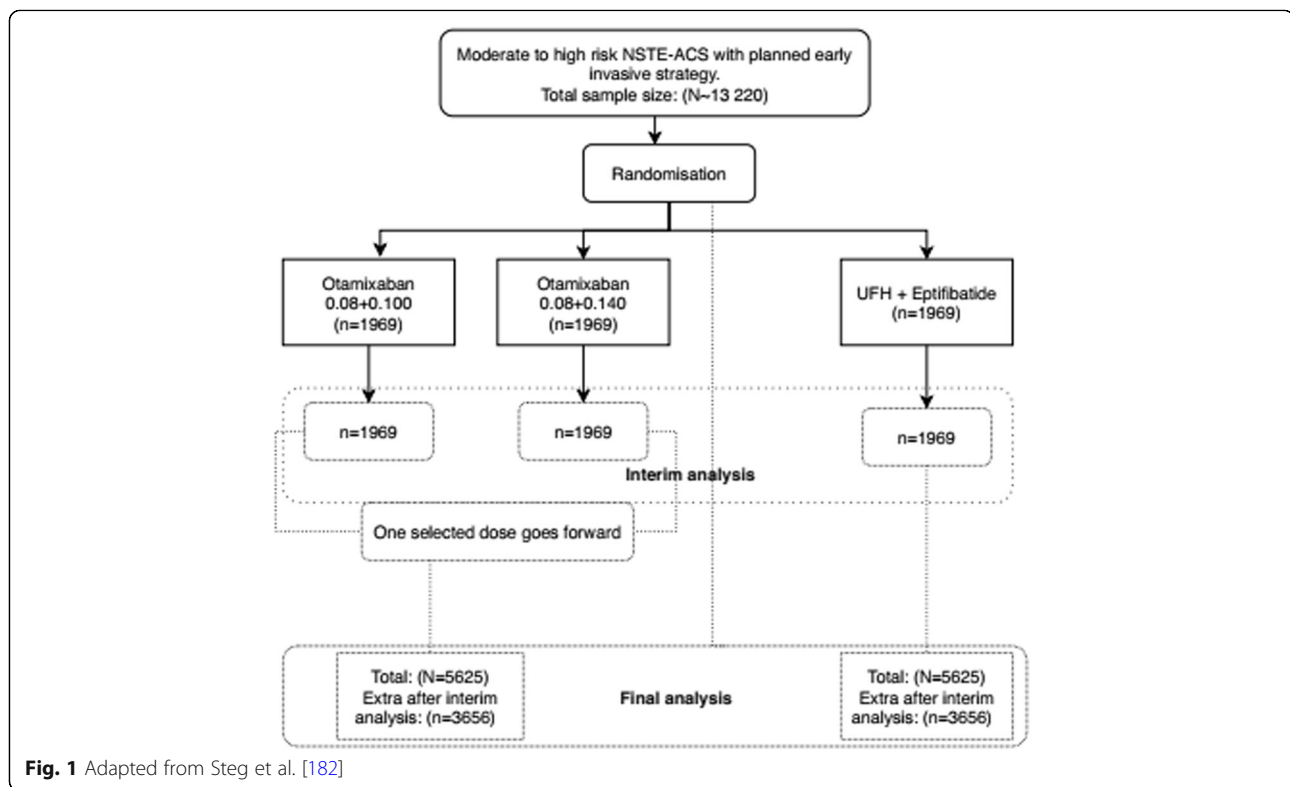 Moderate to high risk NSTE-ACS with planned early
invasive strategy.
Total sample size: (N~13 220)
Randomisation
Otamixaban
0.08+0.100
(n=1969)
Otamixaban
0.08+0.140
(n=1969)
UFH + Eptifibatide
(n=1969)
n=1969
n=1969
n=1969
Interim analysis
One selected dose goes forward
Total: (N=5625)
Extra after interim
analysis: (n=3656)
Final analysis
Total: (N=5625)
Extra after interim
analysis: (n=3656)
Fig. 1 Adapted from Steg et al. [182]